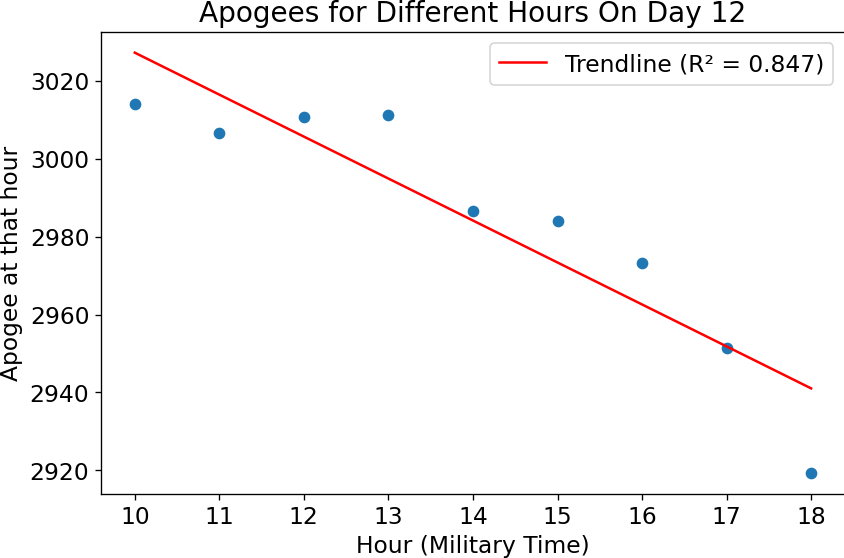 Apogees for Different Hours On Day 12
Trendline (R² = 0.847)
Apogee at that hour
3020
3000
2980
2960
2940
2920
10 11 12 13 14 15 16 17 18
Hour (Military Time)